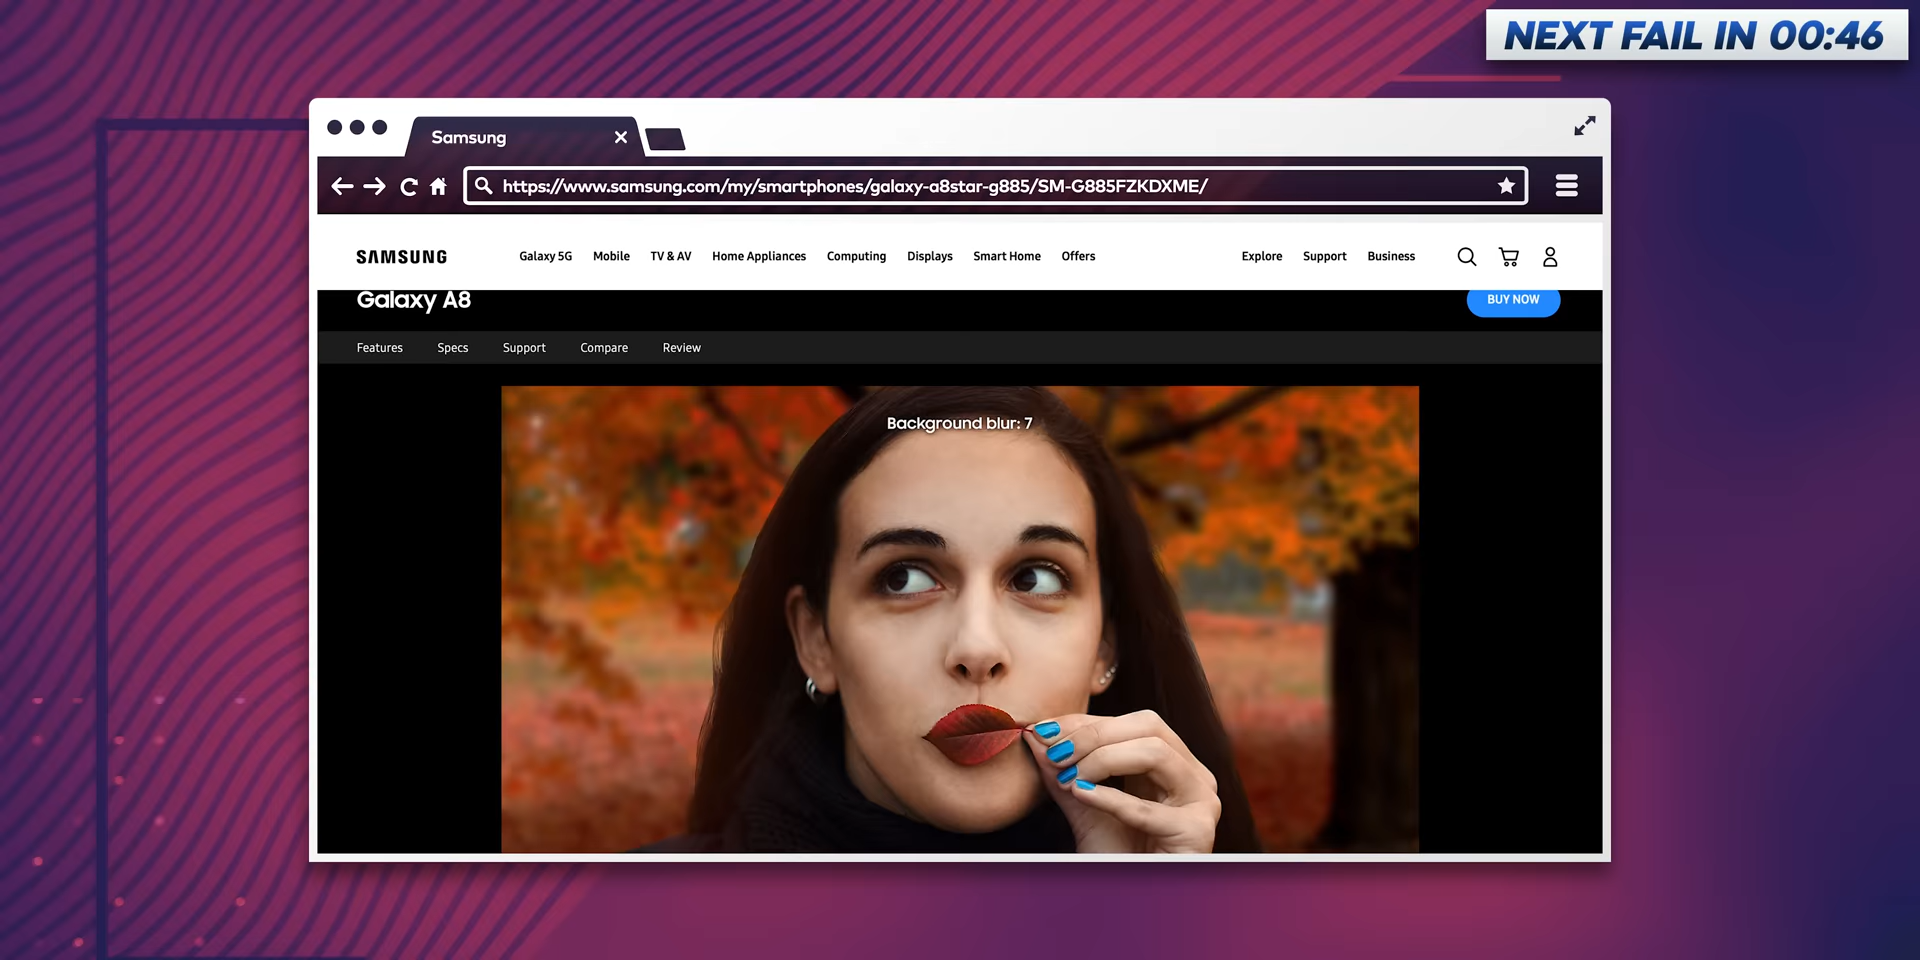 NEXT FAIL IN 00:46
Samsung
https://www.samsung.com/my/smartphones/galaxy-a8star-g885/SM-G885FZKDXME/
SAMSUNG Galaxy 5G Mobile TV & AV Home Appliances Computing Displays Smart Home Offers Explore Support Business
Galaxy A8 BUY NOW
Features Specs Support Compare Review
Background blur: 7